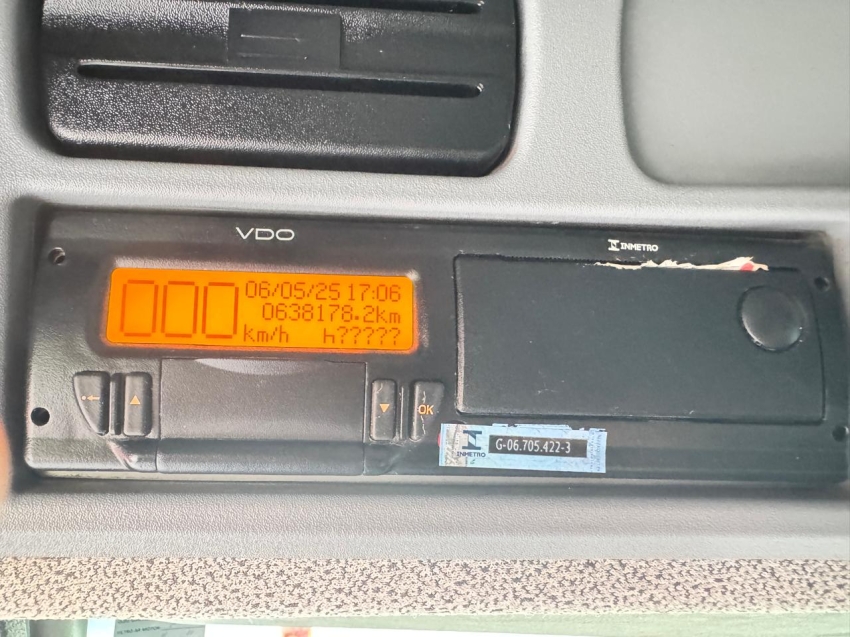 VDO
INMETRO
000
06/05/25 17:06
0638178.2km
km/h h?????
OK
INMETRO
G-06.705.422-3